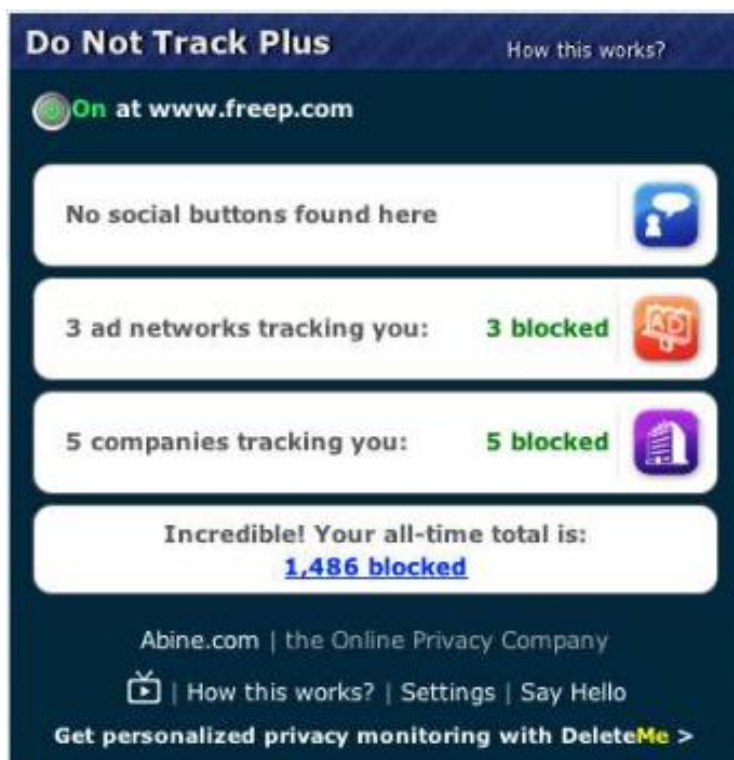 Do Not Track Plus How this works?
On at www.freep.com
No social buttons found here
3 ad networks tracking you: 3 blocked AD
5 companies tracking you: 5 blocked
Incredible! Your all-time total is:
1,486 blocked
Abine.com | the Online Privacy Company
| How this works? | Settings | Say Hello
Get personalized privacy monitoring with DeleteMe >